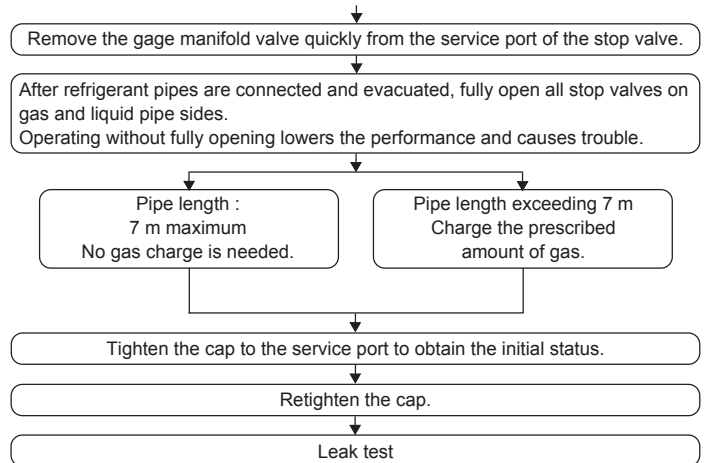 Remove the gage manifold valve quickly from the service port of the stop valve.
After refrigerant pipes are connected and evacuated, fully open all stop valves on
gas and liquid pipe sides.
Operating without fully opening lowers the performance and causes trouble.
Pipe length :
7 m maximum
No gas charge is needed.
Pipe length exceeding 7 m
Charge the prescribed
amount of gas.
Tighten the cap to the service port to obtain the initial status.
Retighten the cap.
Leak test